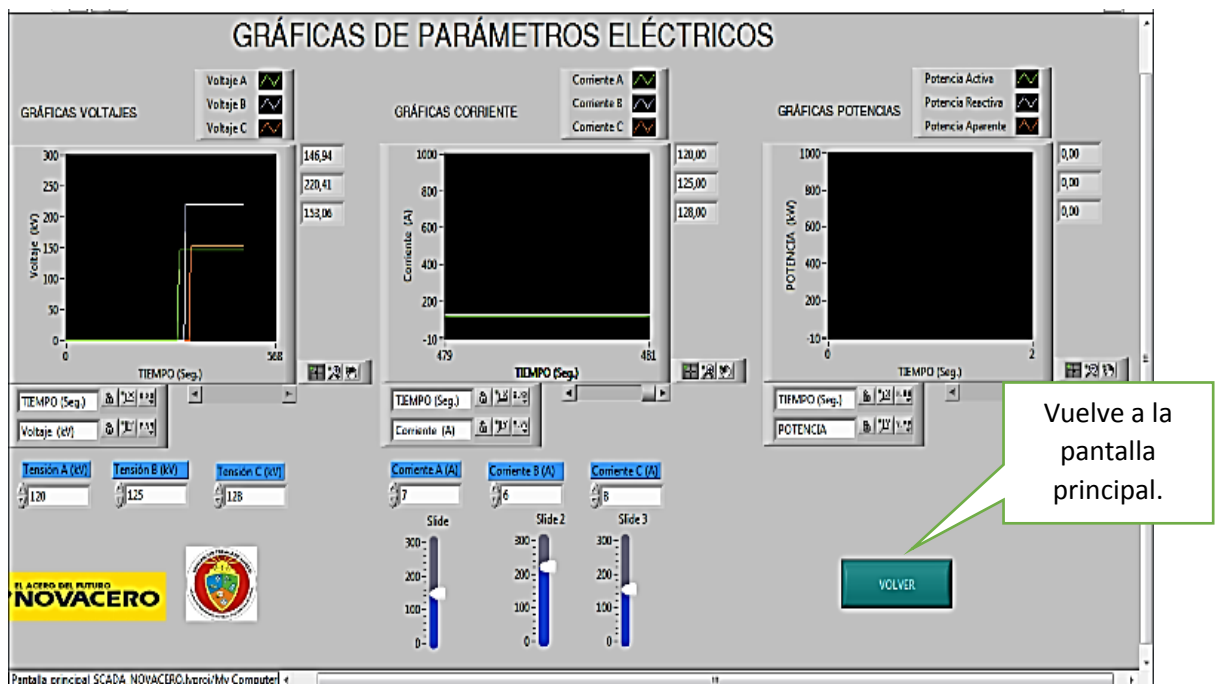 GRÁFICAS DE PARÁMETROS ELÉCTRICOS
GRÁFICAS VOLTAJES
Voltaje A
Voltaje B
Voltaje C
300
250
200
150
100
50
0
Voltaje (kV)
0
568
TIEMPO (Seg.)
146,94
220,41
153,06
TIEMPO (Seg.)
Voltaje (kV)
GRÁFICAS CORRIENTE
Corriente A
Corriente B
Corriente C
1000
800
600
400
200
-10
Corriente (A)
479
481
TIEMPO (Seg.)
120,00
125,00
128,00
TIEMPO (Seg.)
Corriente (A)
GRÁFICAS POTENCIAS
Potencia Activa
Potencia Reactiva
Potencia Aparente
1000
800
600
400
200
-10
POTENCIA (kW)
0
2
TIEMPO (Seg.)
0,00
0,00
0,00
TIEMPO (Seg.)
POTENCIA
Vuelve a la
pantalla
principal.
Tensión A (kV)
Tensión B (kV)
Tensión C (kV)
120
125
128
Corriente A (A)
Corriente B (A)
Corriente C (A)
7
6
8
Slide
Slide 2
Slide 3
300
200
100
0
300
200
100
0
300
200
100
0
VOLVER
EL ACERO DEL FUTURO
NOVACERO
Pantalla principal SCADA NOVACERO.lvproj/My Computer